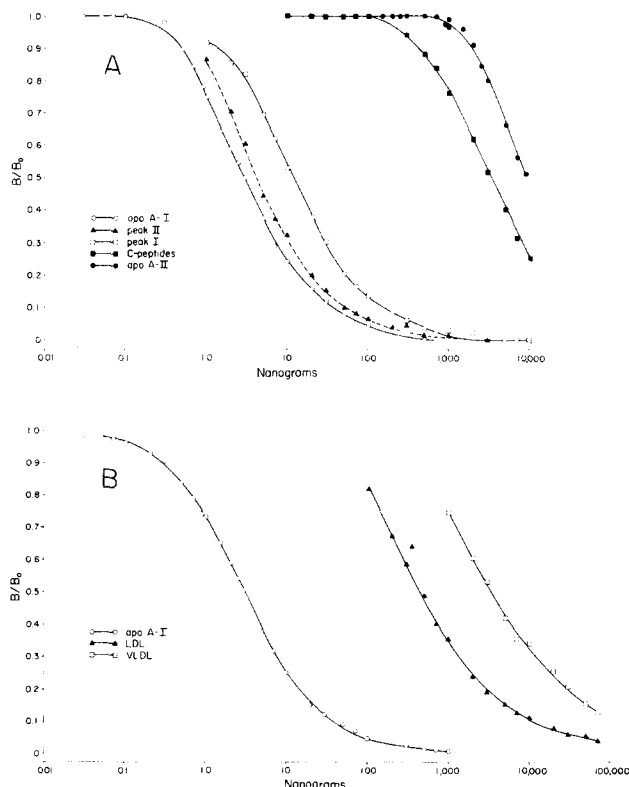 A
1.0
0.9
0.8
0.7
0.6
0.5
0.4
0.3
0.2
0.1
0
B/B₀
apo A-I
peak II
peak I
C-peptides
apo A-II
.001 .01 .1 1.0 10 100 1,000 10,000
Nanograms
B
1.0
0.9
0.8
0.7
0.6
0.5
0.4
0.3
0.2
0.1
0
B/B₀
apo A-I
LDL
VLDL
.001 .01 .1 1.0 10 100 1,000 10,000 100,000
Nanograms